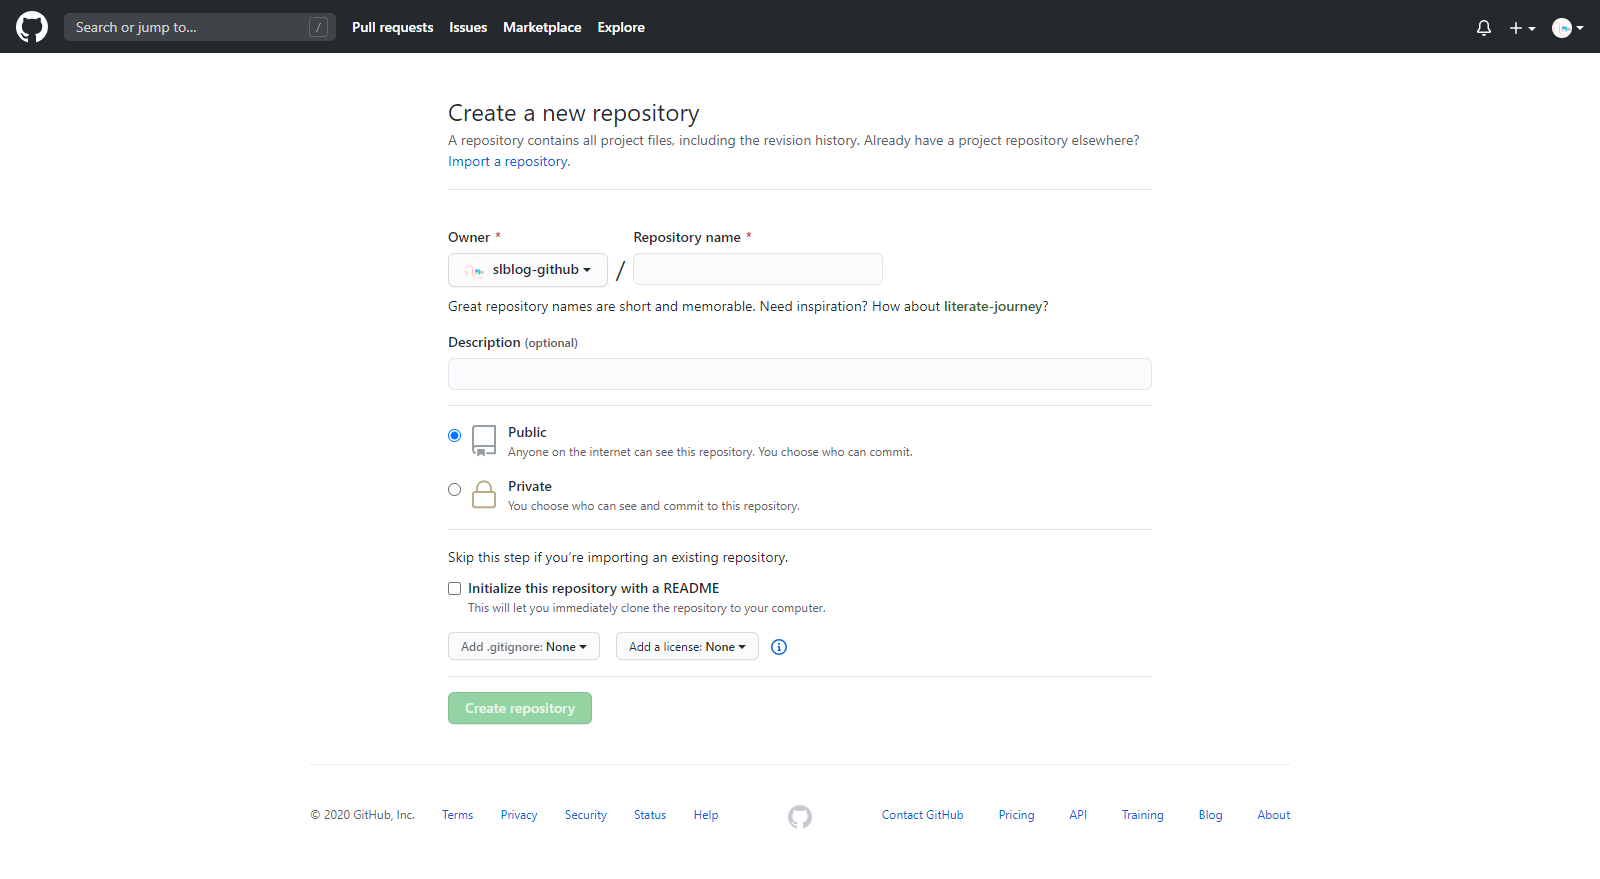 Search or jump to... /
Pull requests Issues Marketplace Explore
Create a new repository
A repository contains all project files, including the revision history. Already have a project repository elsewhere?
Import a repository.
Owner * Repository name *
slblog-github /
Great repository names are short and memorable. Need inspiration? How about literate-journey?
Description (optional)
Public
Anyone on the internet can see this repository. You choose who can commit.
Private
You choose who can see and commit to this repository.
Skip this step if you’re importing an existing repository.
Initialize this repository with a README
This will let you immediately clone the repository to your computer.
Add .gitignore: None Add a license: None
Create repository
© 2020 GitHub, Inc. Terms Privacy Security Status Help Contact GitHub Pricing API Training Blog About